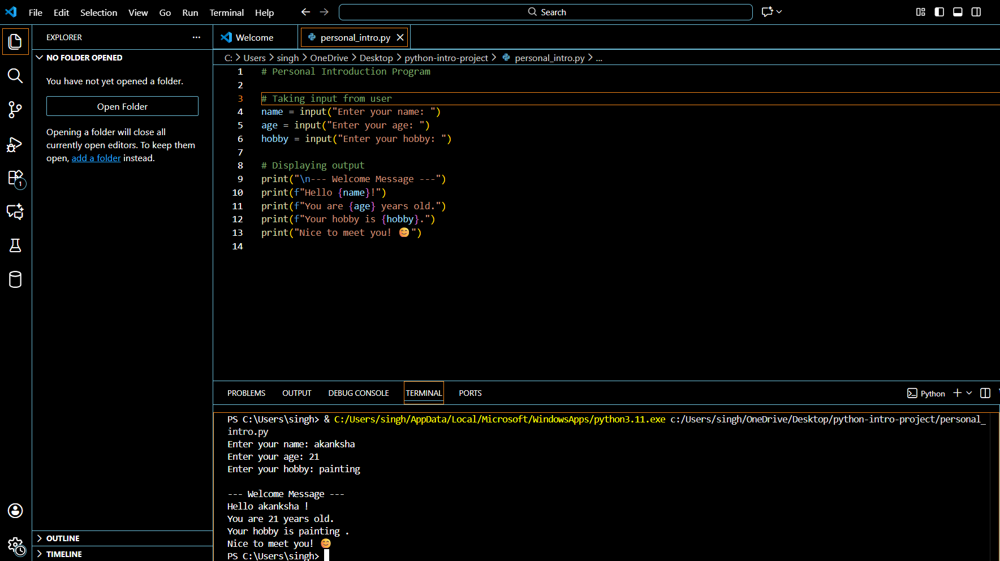 File Edit Selection View Go Run Terminal Help Search
EXPLORER
NO FOLDER OPENED
You have not yet opened a folder.
Open Folder
Opening a folder will close all
currently open editors. To keep them
open, add a folder instead.
1
OUTLINE
TIMELINE
Welcome personal_intro.py
C: > Users > singh > OneDrive > Desktop > python-intro-project > personal_intro.py > ...
1 # Personal Introduction Program
2
3 # Taking input from user
4 name = input("Enter your name: ")
5 age = input("Enter your age: ")
6 hobby = input("Enter your hobby: ")
7
8 # Displaying output
9 print("\n--- Welcome Message ---")
10 print(f"Hello {name}!")
11 print(f"You are {age} years old.")
12 print(f"Your hobby is {hobby}.")
13 print("Nice to meet you! 😊")
14
PROBLEMS OUTPUT DEBUG CONSOLE TERMINAL PORTS Python
PS C:\Users\singh> & C:/Users/singh/AppData/Local/Microsoft/WindowsApps/python3.11.exe c:/Users/singh/OneDrive/Desktop/python-intro-project/personal_
intro.py
Enter your name: akanksha
Enter your age: 21
Enter your hobby: painting
--- Welcome Message ---
Hello akanksha !
You are 21 years old.
Your hobby is painting .
Nice to meet you! 😊
PS C:\Users\singh>